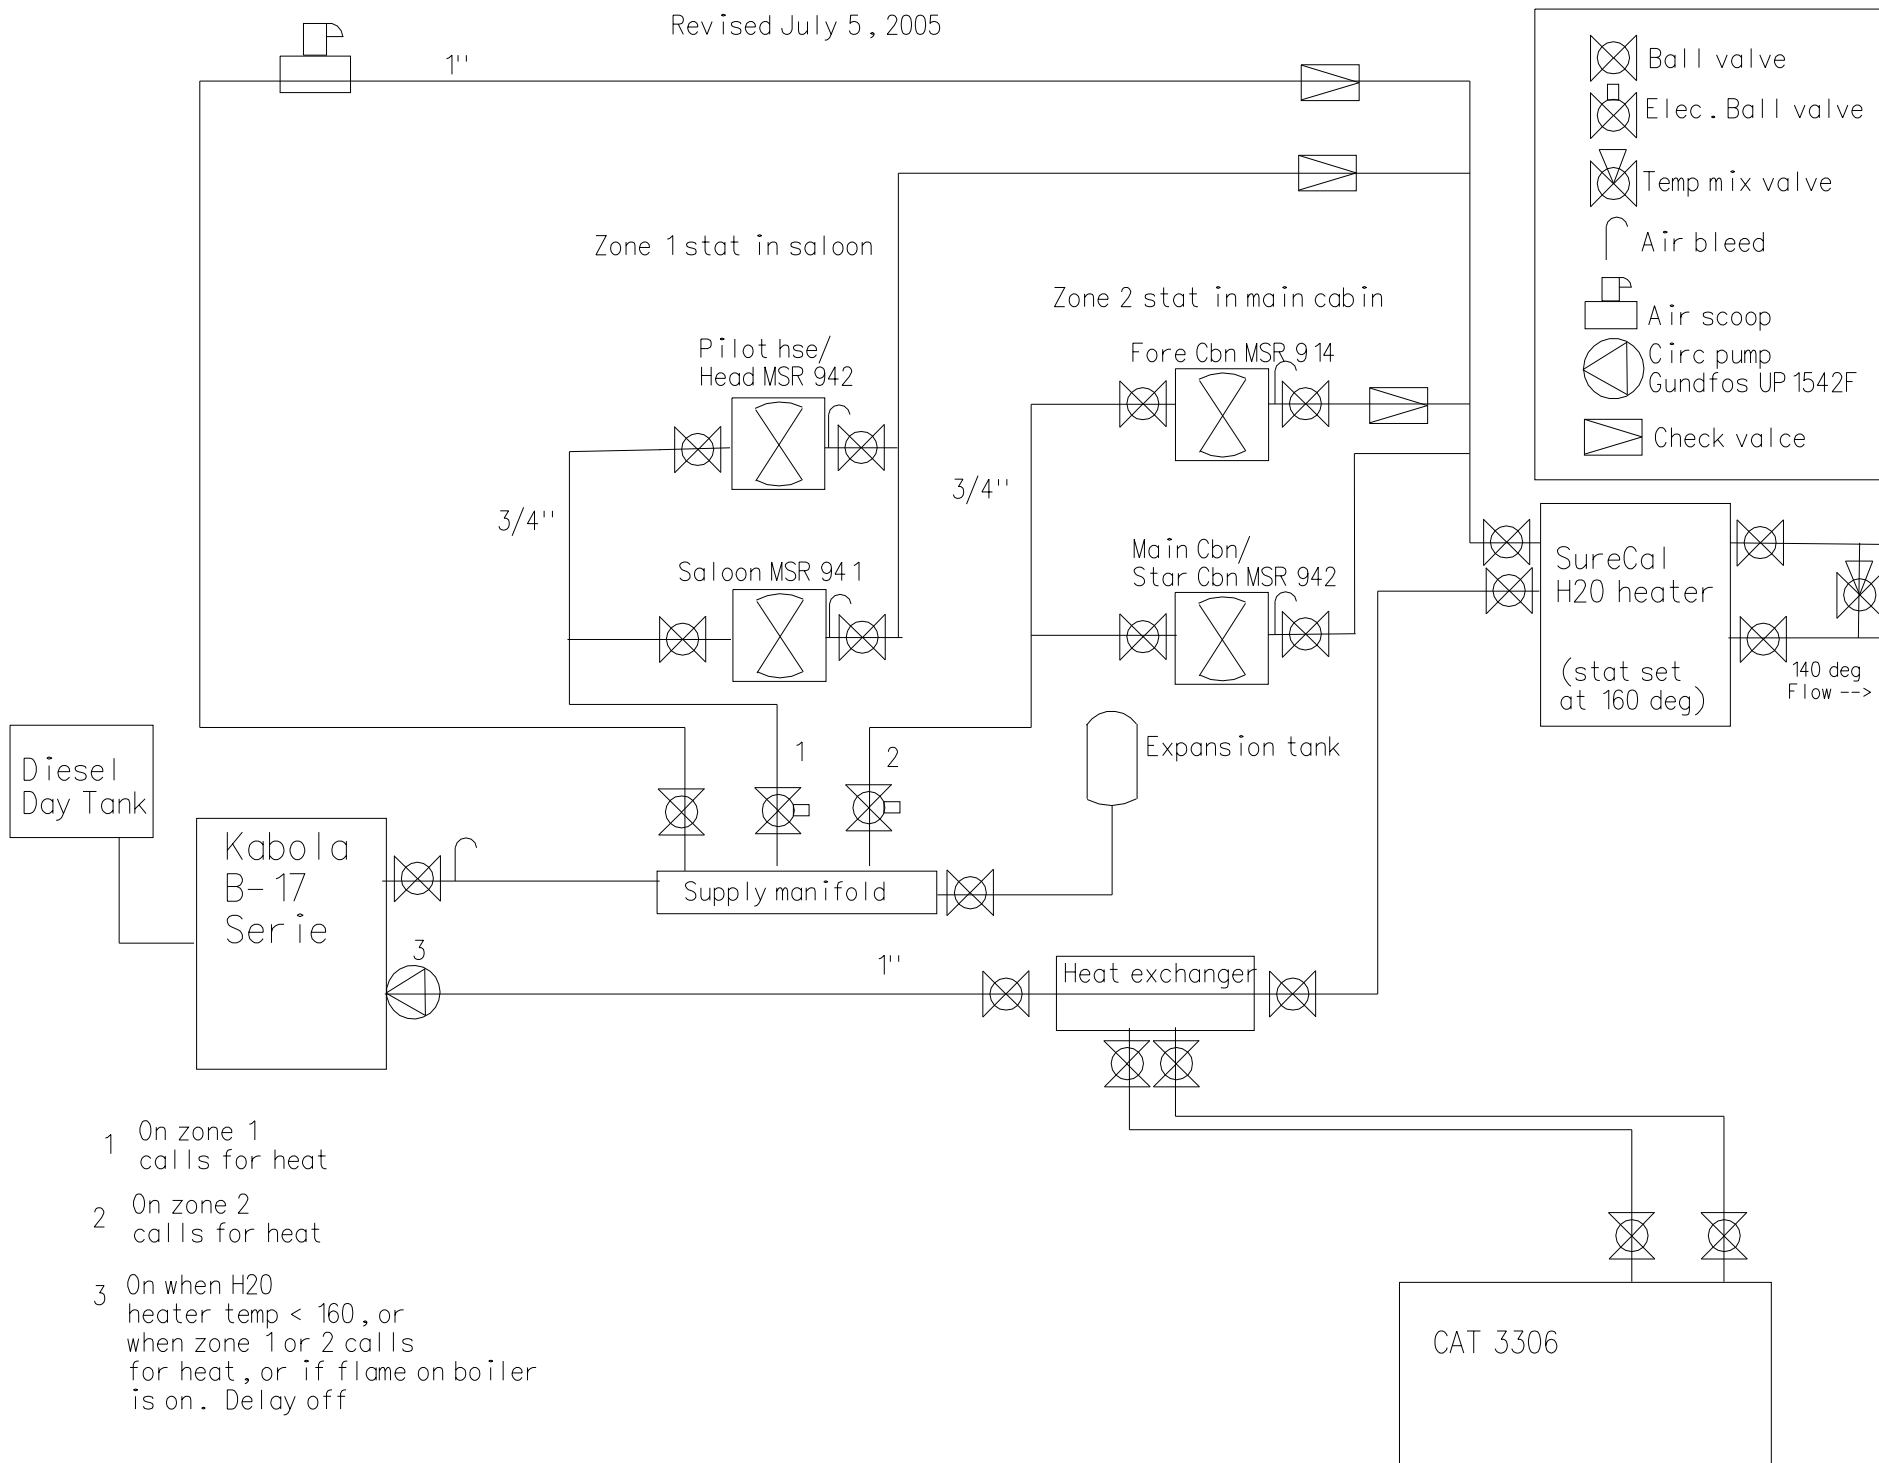 Revised July 5, 2005
1''
Ball valve
Elec. Ball valve
Temp mix valve
Air bleed
Air scoop
Circ pump
Gundfos UP 1542F
Check valce
Zone 1 stat in saloon
Zone 2 stat in main cabin
Pilot hse/
Head MSR 942
Fore Cbn MSR 914
3/4''
3/4''
Saloon MSR 941
Main Cbn/
Star Cbn MSR 942
SureCal
H20 heater
(stat set
at 160 deg)
140 deg
Flow -->
1
2
Expansion tank
Diesel
Day Tank
Kabola
B-17
Serie
Supply manifold
3
1''
Heat exchanger
1 On zone 1
calls for heat
2 On zone 2
calls for heat
3 On when H20
heater temp < 160, or
when zone 1 or 2 calls
for heat, or if flame on boiler
is on. Delay off
CAT 3306